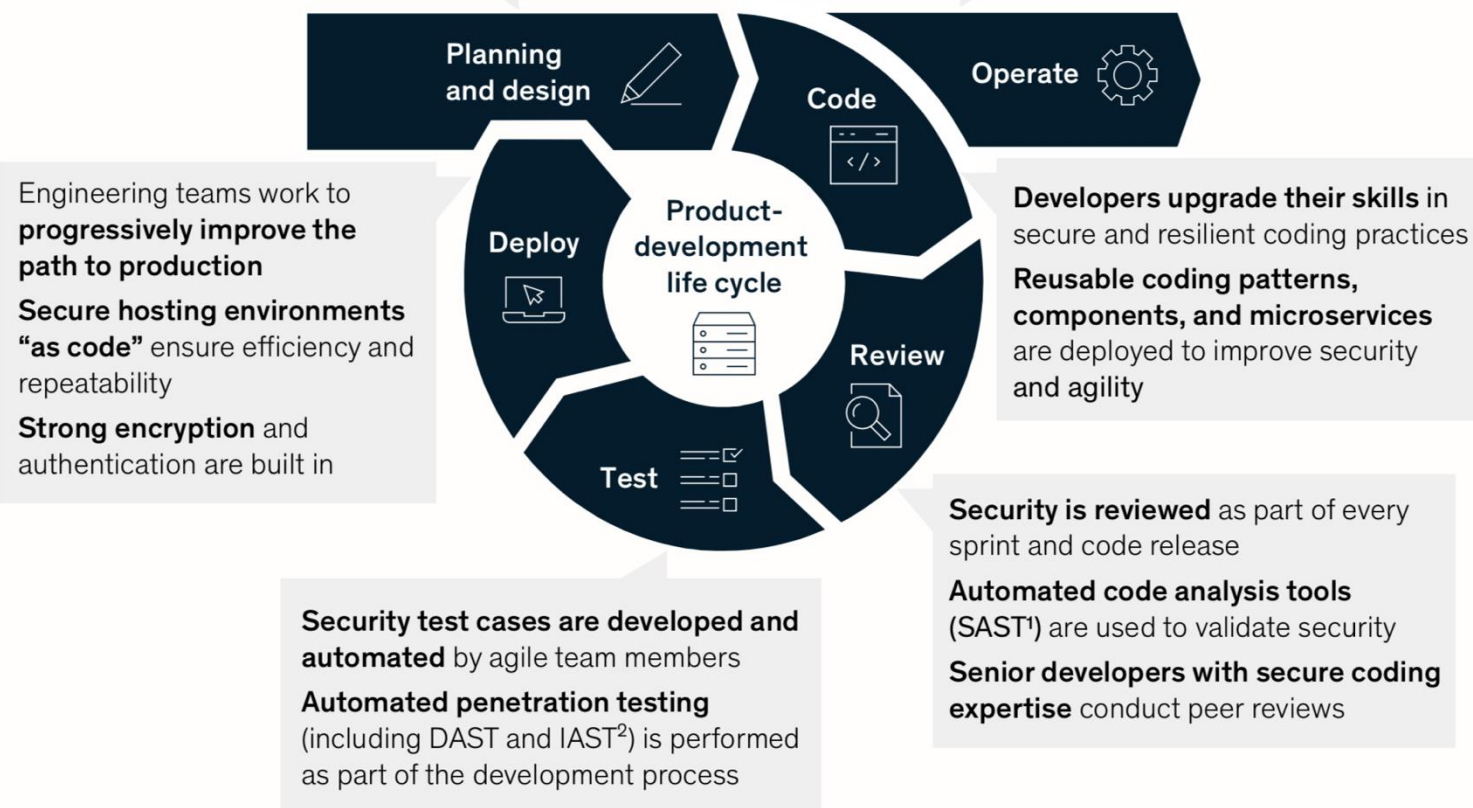 Planning
and design
Code
</>
Operate
Product-
development
life cycle
Deploy
Review
Test
Engineering teams work to
progressively improve the
path to production
Secure hosting environments
“as code” ensure efficiency and
repeatability
Strong encryption and
authentication are built in
Developers upgrade their skills in
secure and resilient coding practices
Reusable coding patterns,
components, and microservices
are deployed to improve security
and agility
Security is reviewed as part of every
sprint and code release
Automated code analysis tools
(SAST¹) are used to validate security
Senior developers with secure coding
expertise conduct peer reviews
Security test cases are developed and
automated by agile team members
Automated penetration testing
(including DAST and IAST²) is performed
as part of the development process